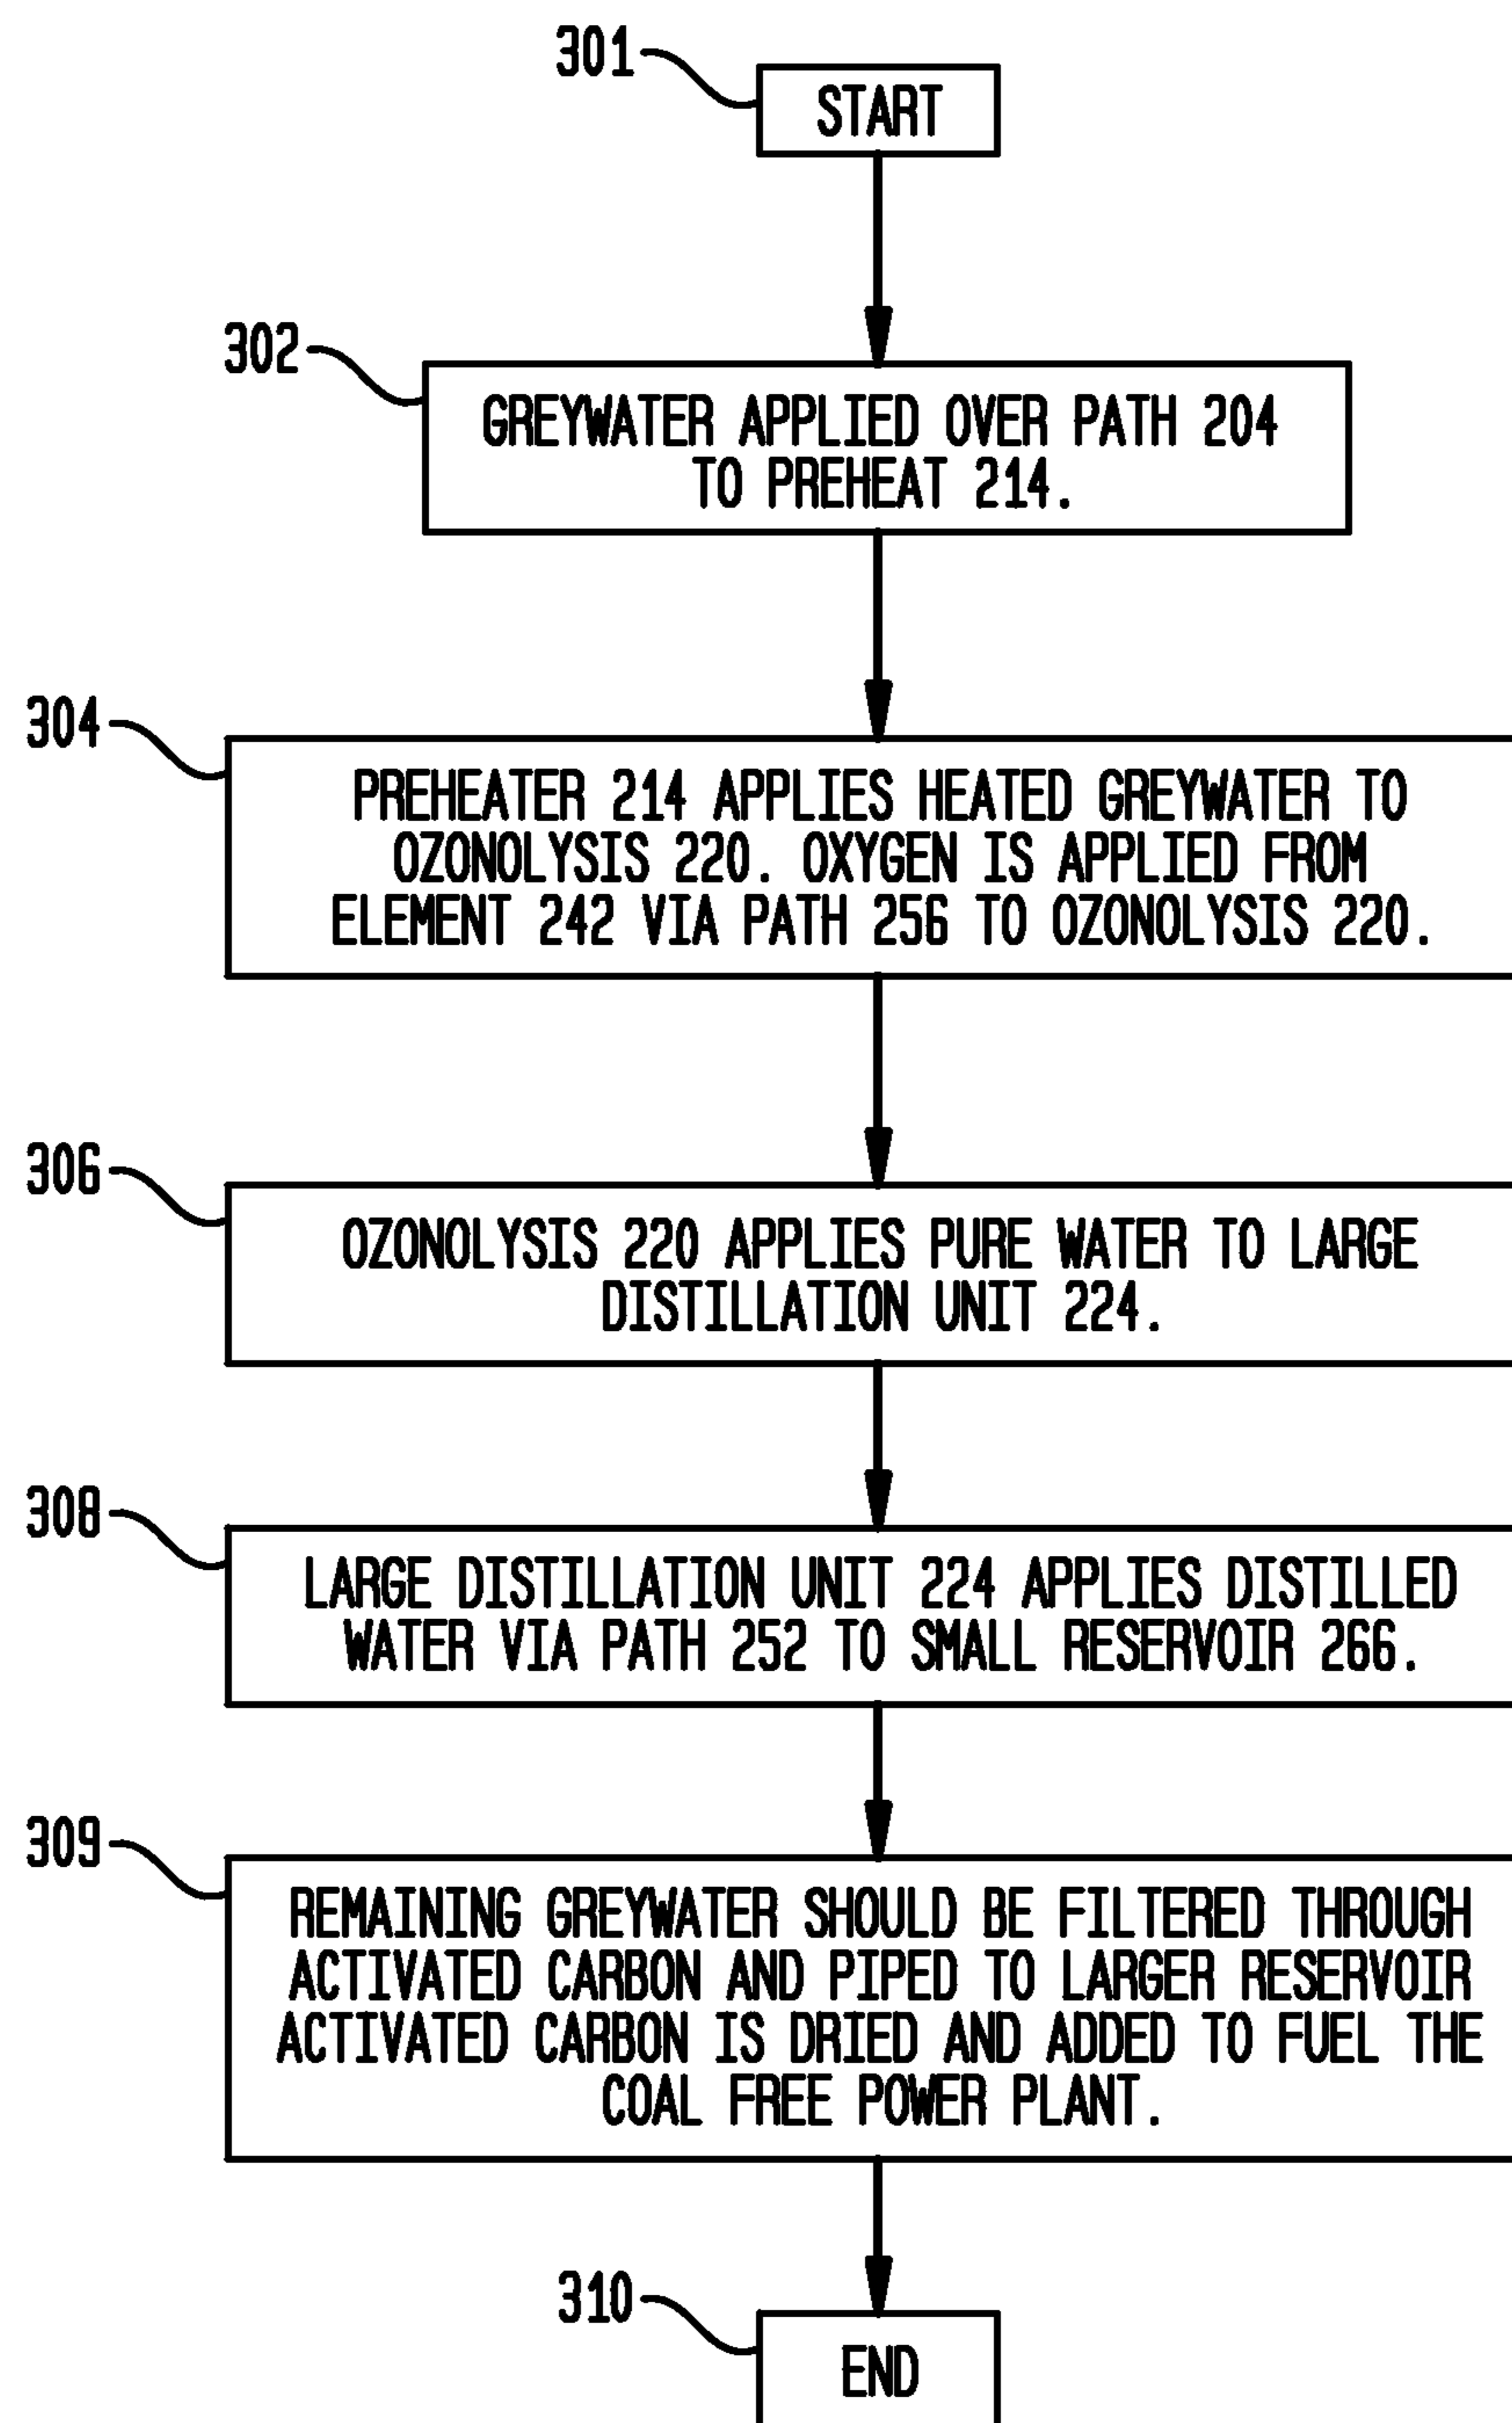 301
START
302
GREYWATER APPLIED OVER PATH 204
TO PREHEAT 214.
304
PREHEATER 214 APPLIES HEATED GREYWATER TO
OZONOLYSIS 220. OXYGEN IS APPLIED FROM
ELEMENT 242 VIA PATH 256 TO OZONOLYSIS 220.
306
OZONOLYSIS 220 APPLIES PURE WATER TO LARGE
DISTILLATION UNIT 224.
308
LARGE DISTILLATION UNIT 224 APPLIES DISTILLED
WATER VIA PATH 252 TO SMALL RESERVOIR 266.
309
REMAINING GREYWATER SHOULD BE FILTERED THROUGH
ACTIVATED CARBON AND PIPED TO LARGER RESERVOIR
ACTIVATED CARBON IS DRIED AND ADDED TO FUEL THE
COAL FREE POWER PLANT.
310
END